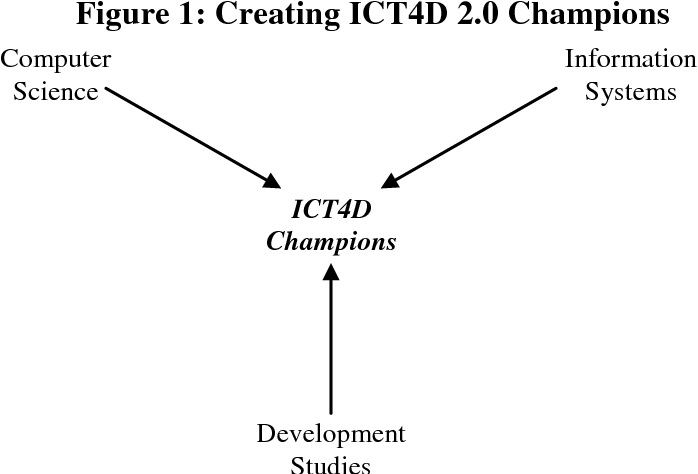 Figure 1: Creating ICT4D 2.0 Champions
Computer
Science
Information
Systems
ICT4D
Champions
Development
Studies